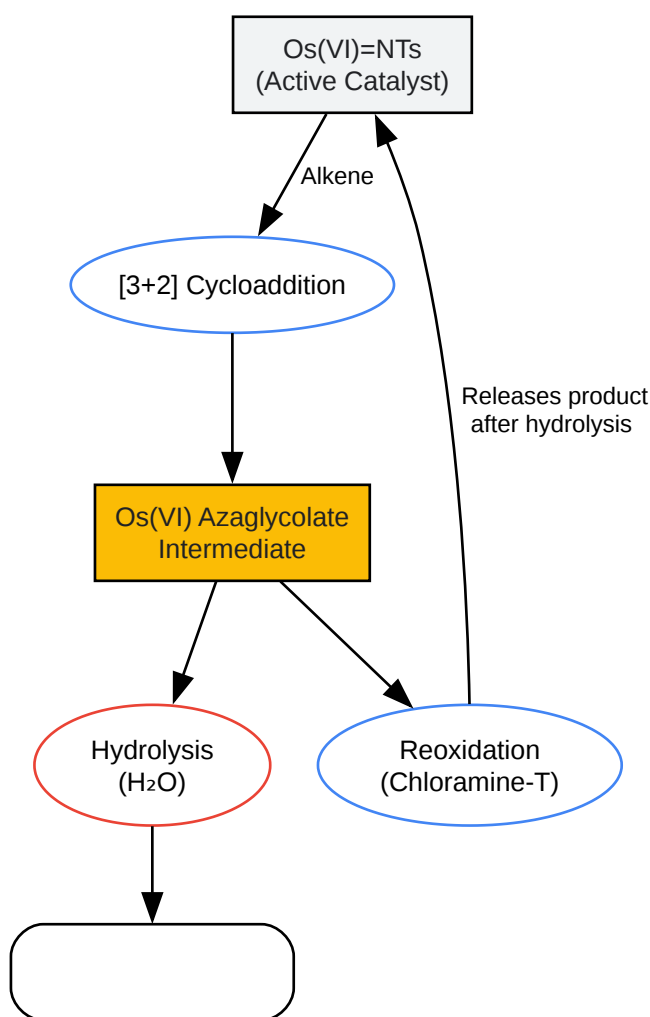 Os(VI)=NTs
(Active Catalyst)
Alkene
[3+2] Cycloaddition
Releases product
after hydrolysis
Os(VI) Azaglycolate
Intermediate
Hydrolysis
(H₂O)
Reoxidation
(Chloramine-T)